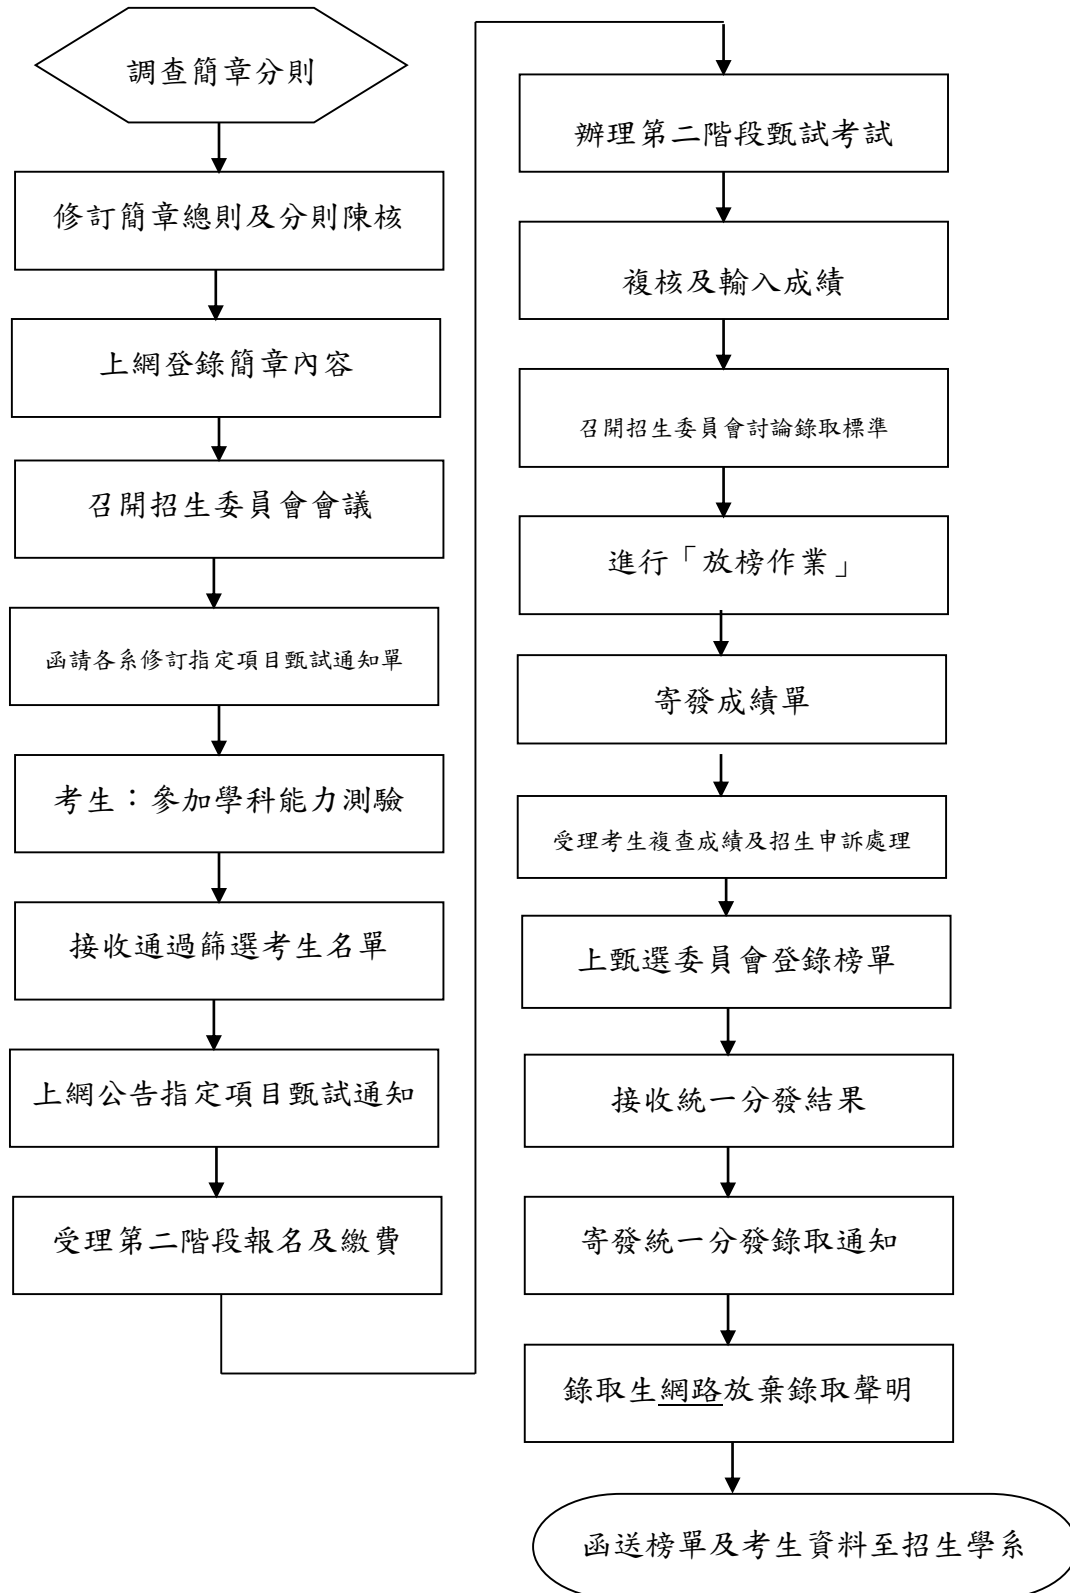 調查簡章分則
修訂簡章總則及分則陳核
上網登錄簡章內容
召開招生委員會會議
函請各系修訂指定項目甄試通知單
考生：參加學科能力測驗
接收通過篩選考生名單
上網公告指定項目甄試通知
受理第二階段報名及繳費
辦理第二階段甄試考試
複核及輸入成績
召開招生委員會討論錄取標準
進行「放榜作業」
寄發成績單
受理考生複查成績及招生申訴處理
上甄選委員會登錄榜單
接收統一分發結果
寄發統一分發錄取通知
錄取生網路放棄錄取聲明
函送榜單及考生資料至招生學系